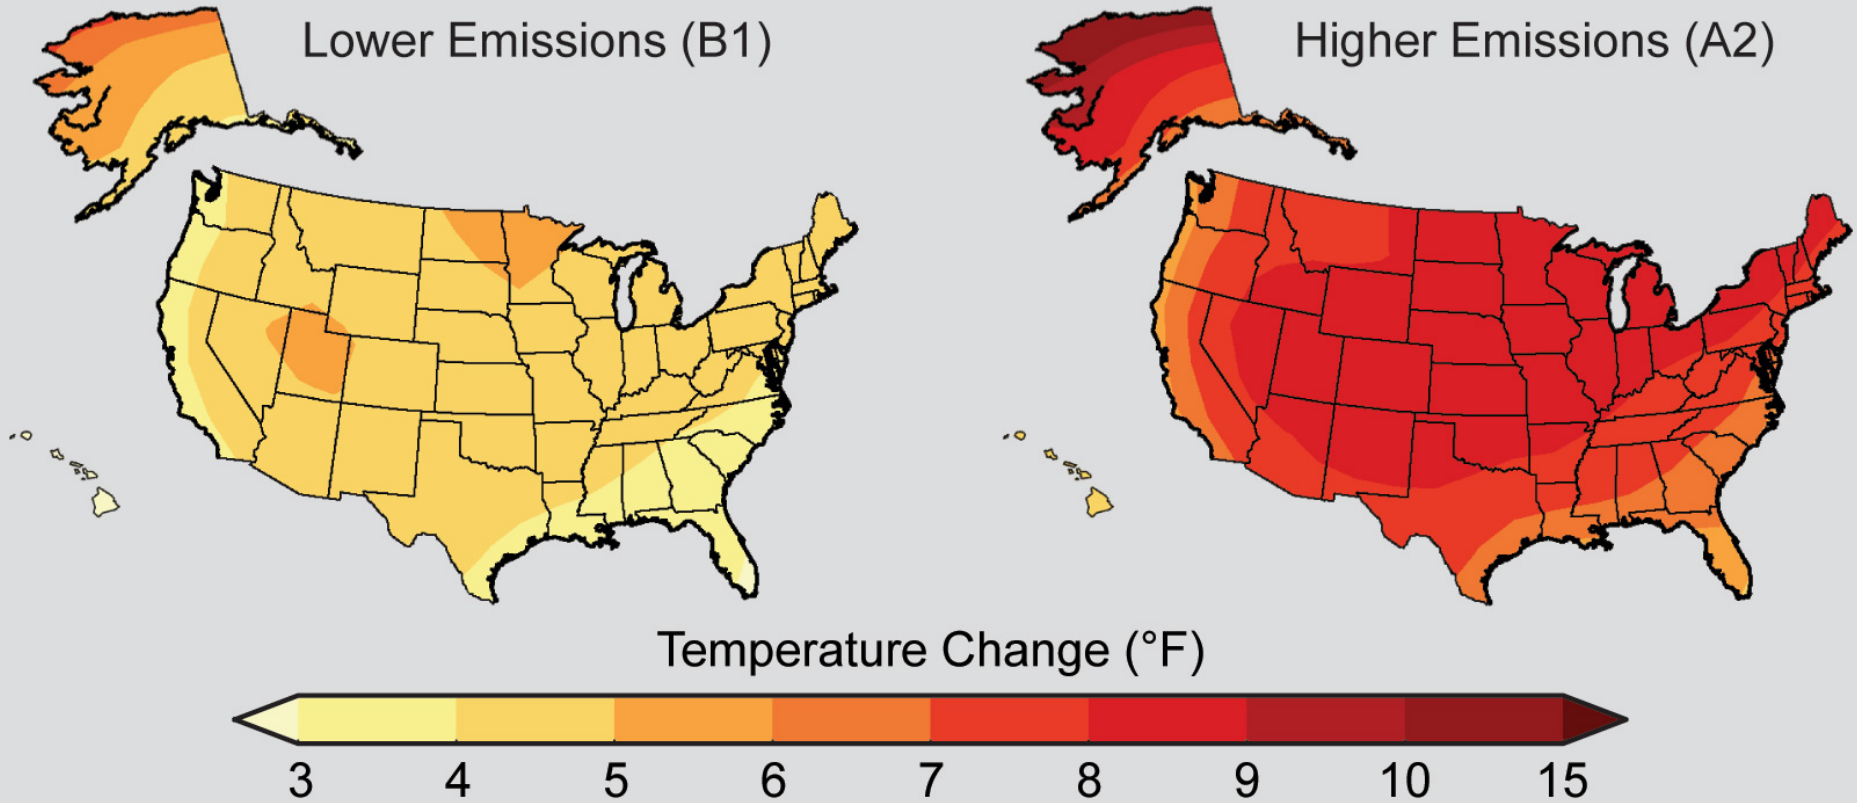 Lower Emissions (B1)
Higher Emissions (A2)
Temperature Change (°F)
3 4 5 6 7 8 9 10 15